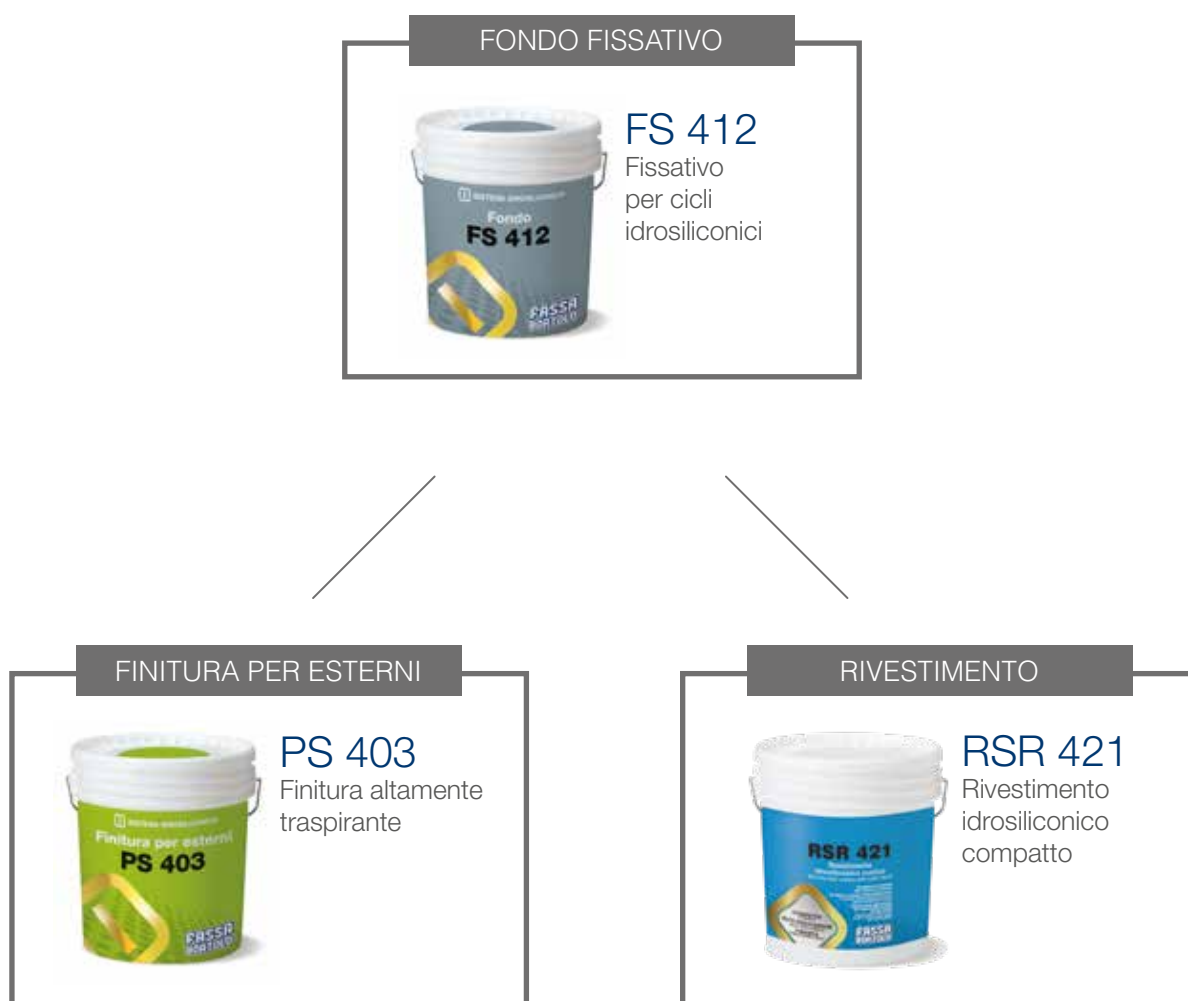 FONDO FISSATIVO
FS 412
Fissativo
per cicli
idrosiliconici
Fondo
FS 412
FASSA
BORTOLO
FINITURA PER ESTERNI
PS 403
Finitura altamente
traspirante
Finitura per esterni
PS 403
FASSA
BORTOLO
RIVESTIMENTO
RSR 421
Rivestimento
idrosiliconico
compatto
RSR 421
FASSA
BORTOLO